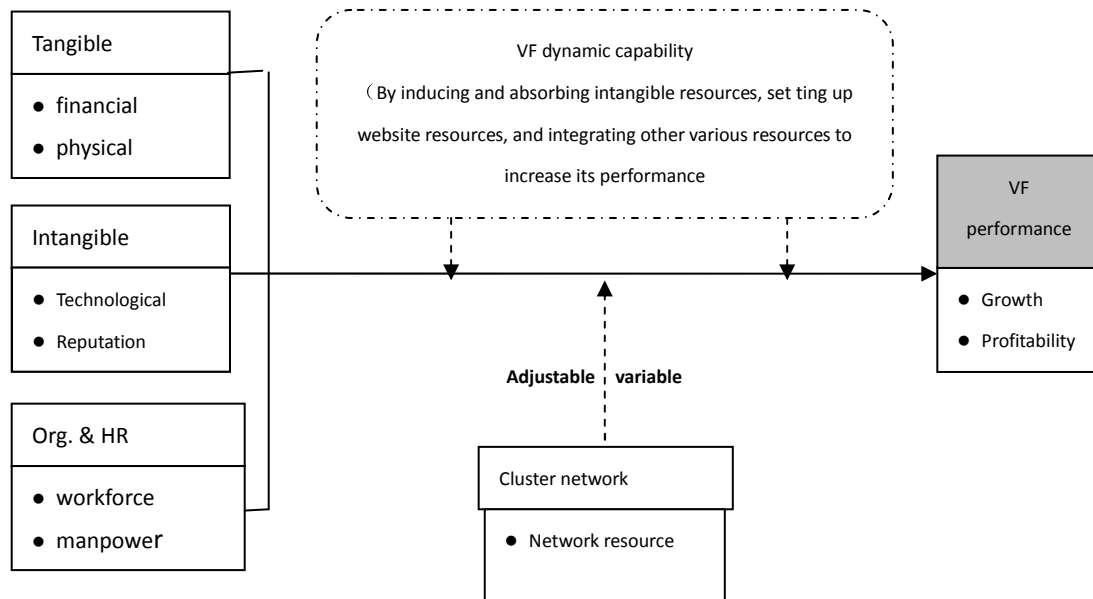 Tangible
● financial
● physical
VF dynamic capability
（By inducing and absorbing intangible resources, set ting up
website resources, and integrating other various resources to
increase its performance
Intangible
● Technological
● Reputation
VF
performance
● Growth
● Profitability
Adjustable variable
Org. & HR
● workforce
● manpower
Cluster network
● Network resource